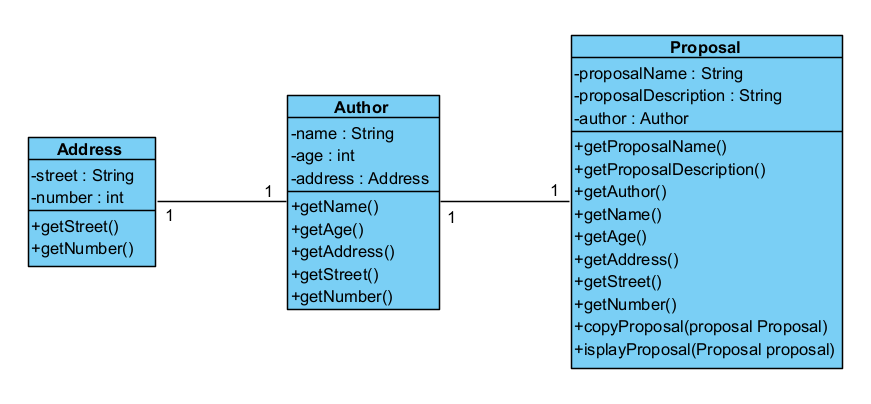 Address
-street : String
-number : int
+getStreet()
+getNumber()
1
1
Author
-name : String
-age : int
-address : Address
+getName()
+getAge()
+getAddress()
+getStreet()
+getNumber()
1
1
Proposal
-proposalName : String
-proposalDescription : String
-author : Author
+getProposalName()
+getProposalDescription()
+getAuthor()
+getName()
+getAge()
+getAddress()
+getStreet()
+getNumber()
+copyProposal(proposal Proposal)
+isplayProposal(Proposal proposal)